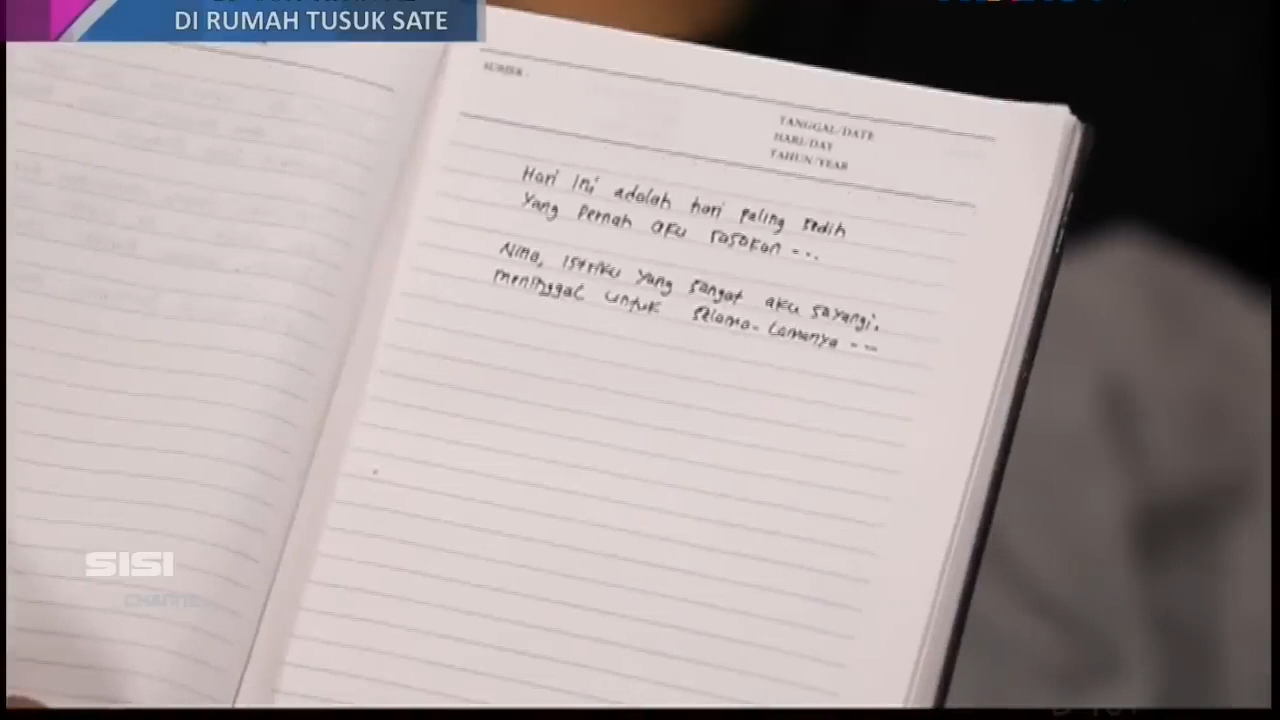 DI RUMAH TUSUK SATE
SUMBER :
TANGGAL/DATE
HARI/DAY
TAHUN/YEAR
Hari ini adalah hari paling sedih
yang pernah aku rasakan ---
Nina, istriku yang sangat aku sayangi.
meninggal untuk selama-lamanya ---
SISI
CHANNEL